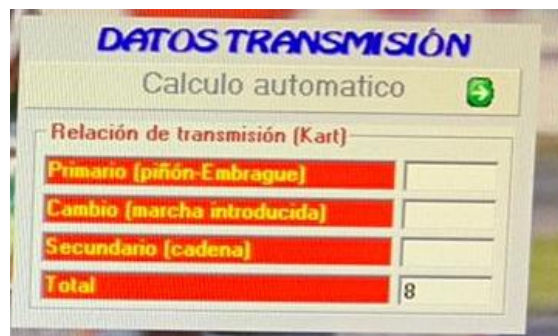 DATOS TRANSMISIÓN
Calculo automatico
Relación de transmisión (Kart)
Primario (piñón-Embrague)
Cambio (marcha introducida)
Secundario (cadena)
Total 8